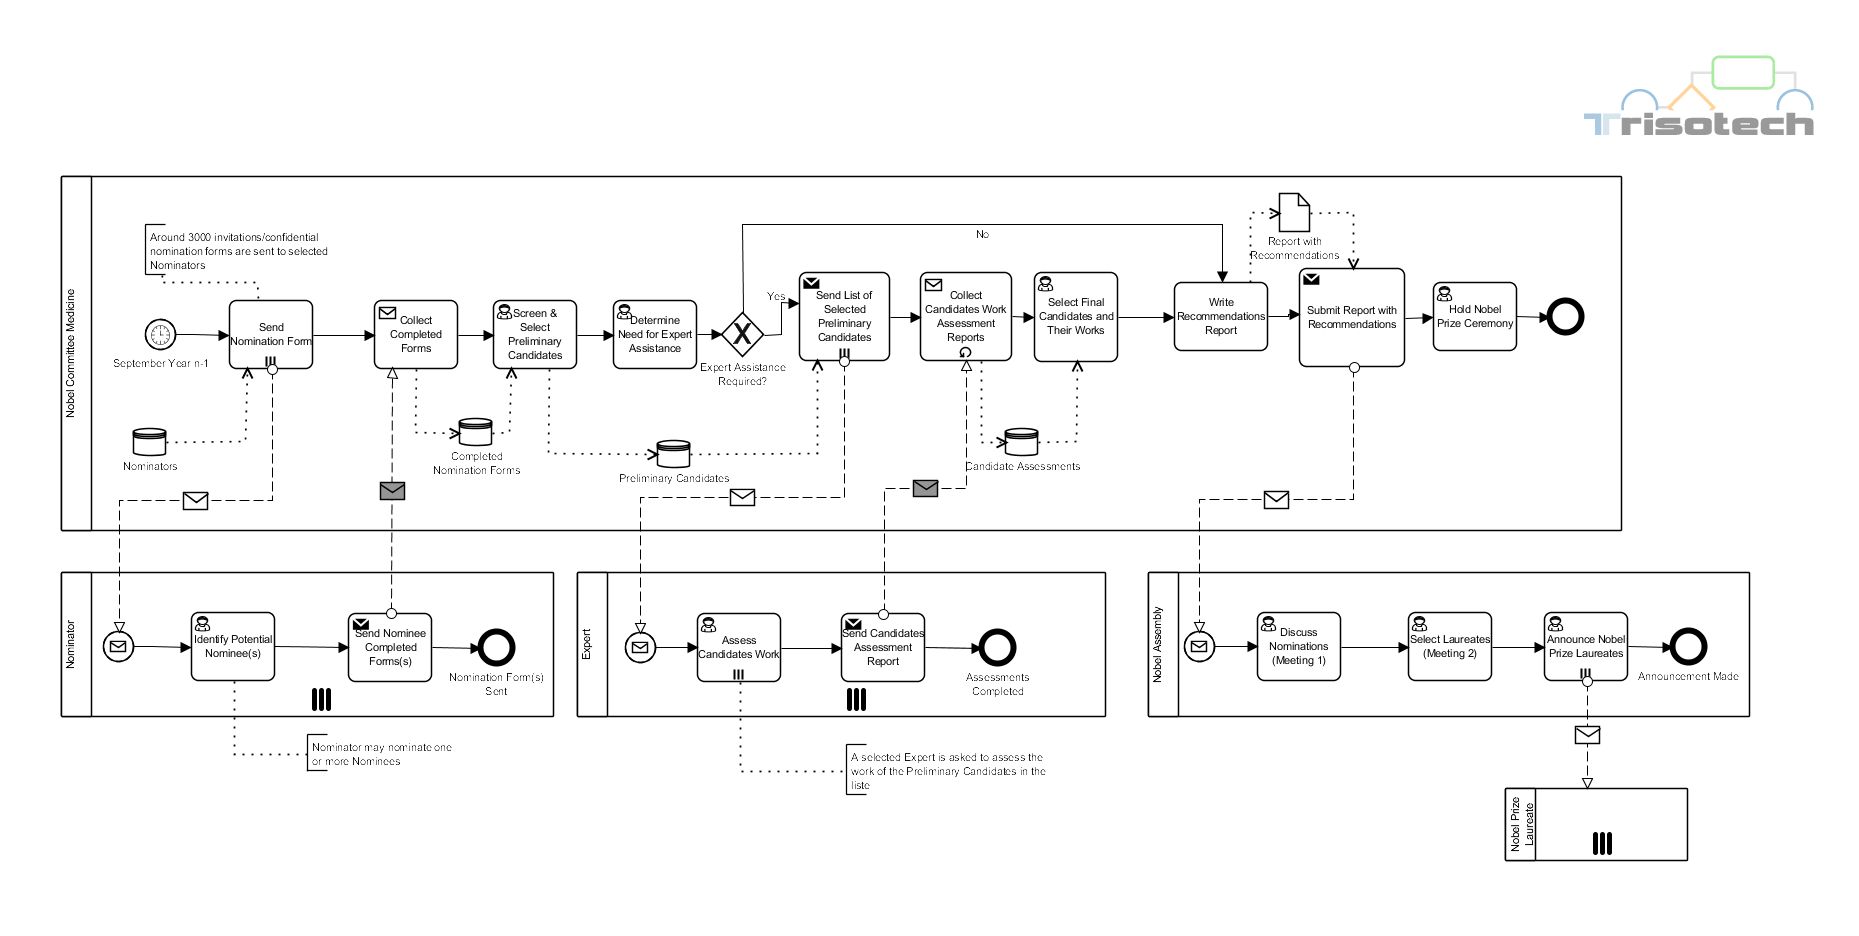 Trisotech
Nobel Committee Medicine
Around 3000 invitations/confidential
nomination forms are sent to selected
Nominators
September Year n-1
Send
Nomination Form
Nominators
Collect
Completed
Forms
Completed
Nomination Forms
Screen &
Select
Preliminary
Candidates
Determine
Need for Expert
Assistance
Preliminary Candidates
Expert Assistance
Required?
Yes
No
Send List of
Selected
Preliminary
Candidates
Collect
Candidates Work
Assessment
Reports
Candidate Assessments
Select Final
Candidates and
Their Works
Write
Recommendations
Report
Report with
Recommendations
Submit Report with
Recommendations
Hold Nobel
Prize Ceremony
Nominator
Identify Potential
Nominee(s)
Send Nominee
Completed
Forms(s)
Nomination Form(s)
Sent
Nominator may nominate one
or more Nominees
Expert
Assess
Candidates Work
Send Candidates
Assessment
Report
Assessments
Completed
A selected Expert is asked to assess the
work of the Preliminary Candidates in the
liste
Nobel Assembly
Discuss
Nominations
(Meeting 1)
Select Laureates
(Meeting 2)
Announce Nobel
Prize Laureates
Announcement Made
Nobel Prize
Laureate